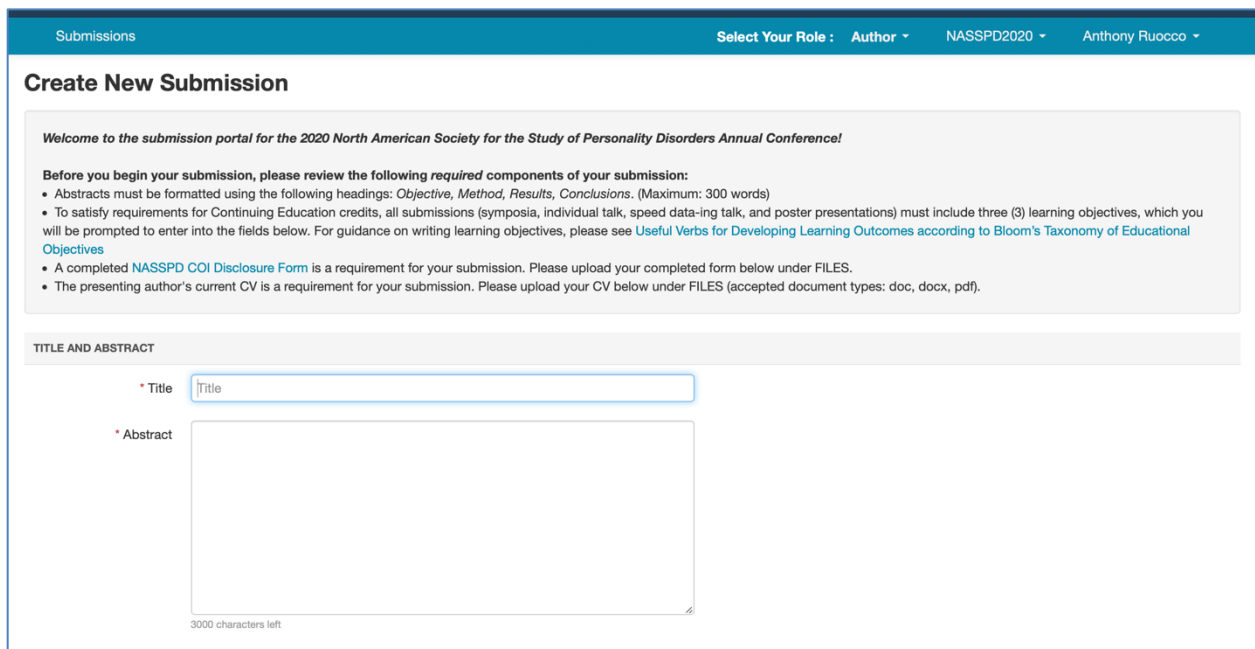 Submissions Select Your Role : Author NASSPD2020 Anthony Ruocco
Create New Submission
Welcome to the submission portal for the 2020 North American Society for the Study of Personality Disorders Annual Conference!
Before you begin your submission, please review the following required components of your submission:
• Abstracts must be formatted using the following headings: Objective, Method, Results, Conclusions. (Maximum: 300 words)
• To satisfy requirements for Continuing Education credits, all submissions (symposia, individual talk, speed data-ing talk, and poster presentations) must include three (3) learning objectives, which you
will be prompted to enter into the fields below. For guidance on writing learning objectives, please see Useful Verbs for Developing Learning Outcomes according to Bloom's Taxonomy of Educational
Objectives
• A completed NASSPD COI Disclosure Form is a requirement for your submission. Please upload your completed form below under FILES.
• The presenting author's current CV is a requirement for your submission. Please upload your CV below under FILES (accepted document types: doc, docx, pdf).
TITLE AND ABSTRACT
* Title Title
* Abstract
3000 characters left